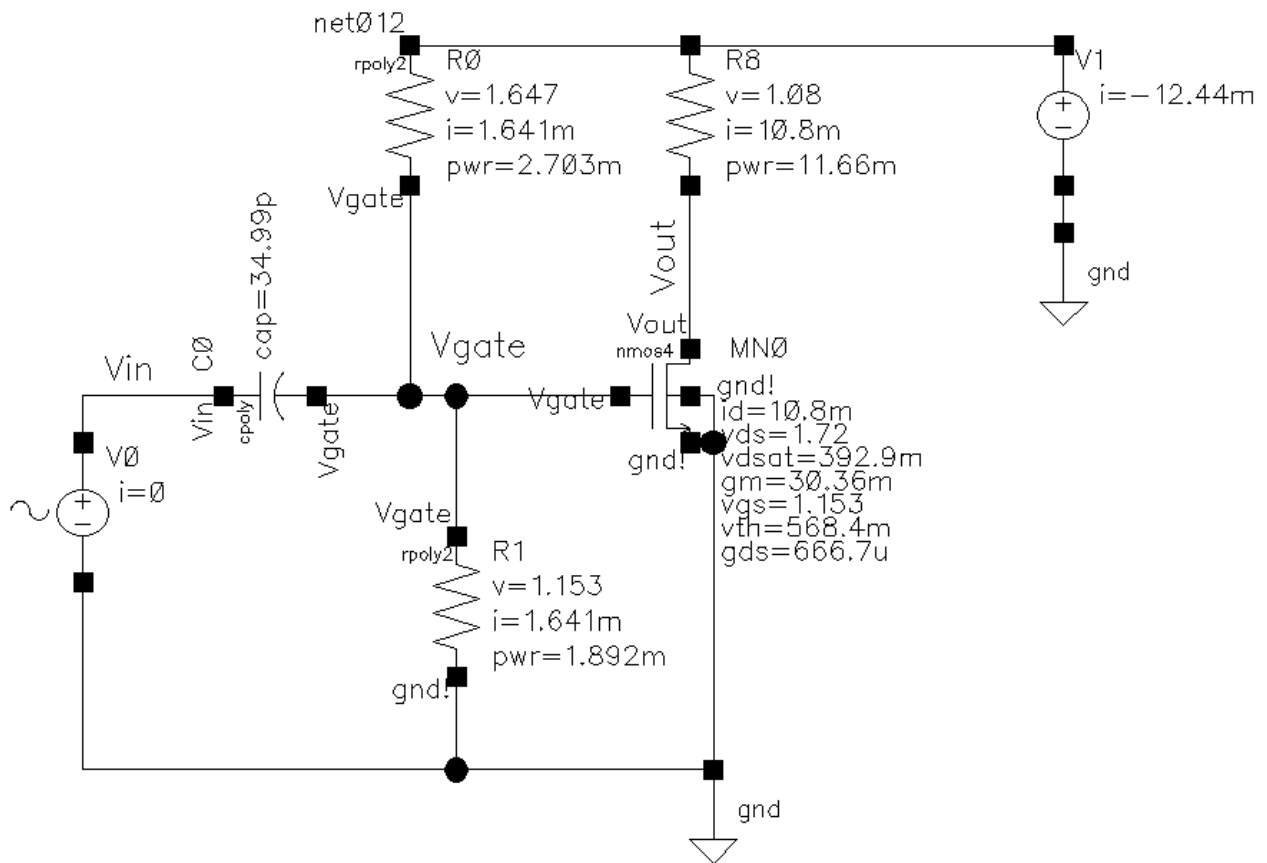 net012
rpoly2
R0
v=1.647
i=1.641m
pwr=2.703m
Vgate
R8
v=1.08
i=10.8m
pwr=11.66m
Vout
V1
i=-12.44m
gnd
Vin
Vin
C0
cpoly
cap=34.99p
Vgate
Vgate
V0
i=0
Vout
nmos4
MN0
Vgate
gnd!
gnd!
id=10.8m
vds=1.72
vdsat=392.9m
gm=30.36m
vgs=1.153
vth=568.4m
gds=666.7u
Vgate
rpoly2
R1
v=1.153
i=1.641m
pwr=1.892m
gnd!
gnd